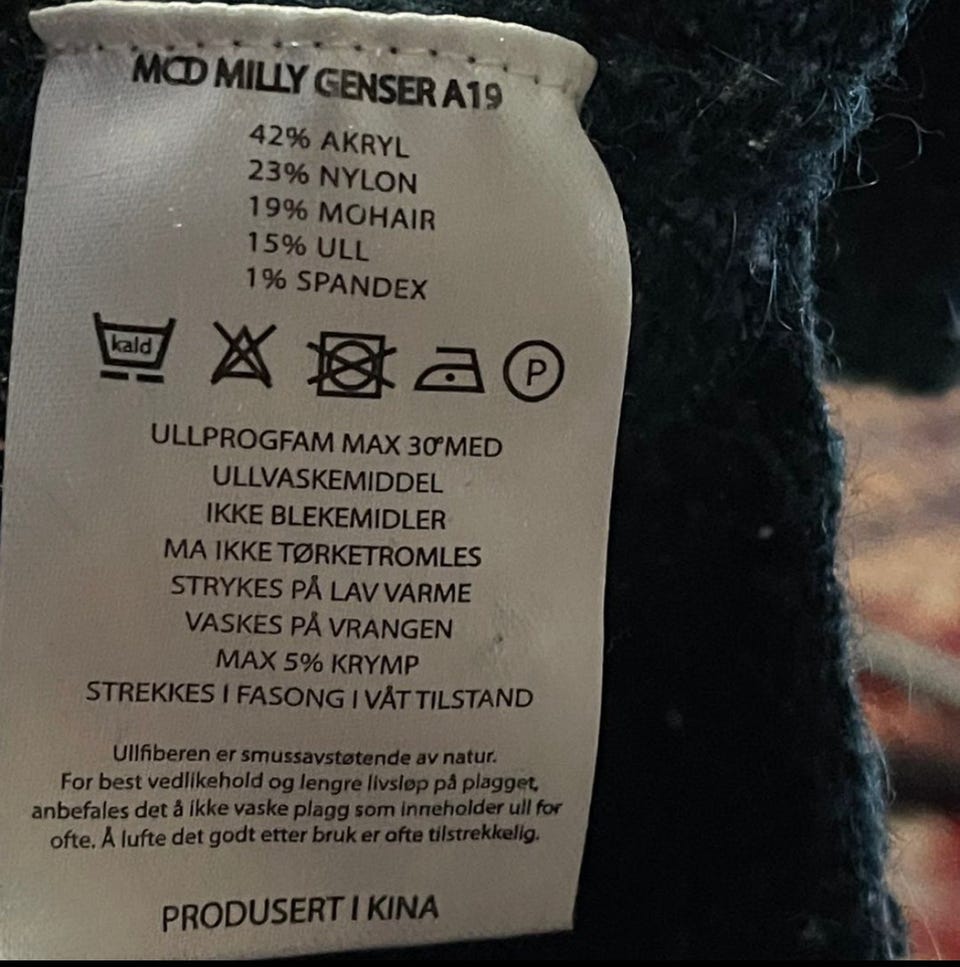 MCD MILLY GENSER A19
42% AKRYL
23% NYLON
19% MOHAIR
15% ULL
1% SPANDEX
kald P
ULLPROGFAM MAX 30°MED
ULLVASKEMIDDEL
IKKE BLEKEMIDLER
MA IKKE TØRKETROMLES
STRYKES PÅ LAV VARME
VASKES PÅ VRANGEN
MAX 5% KRYMP
STREKKES I FASONG I VÅT TILSTAND
Ullfiberen er smussavstøtende av natur.
For best vedlikehold og lengre livsløp på plagget,
anbefales det å ikke vaske plagg som inneholder ull for
ofte. Å lufte det godt etter bruk er ofte tilstrekkelig.
PRODUSERT I KINA